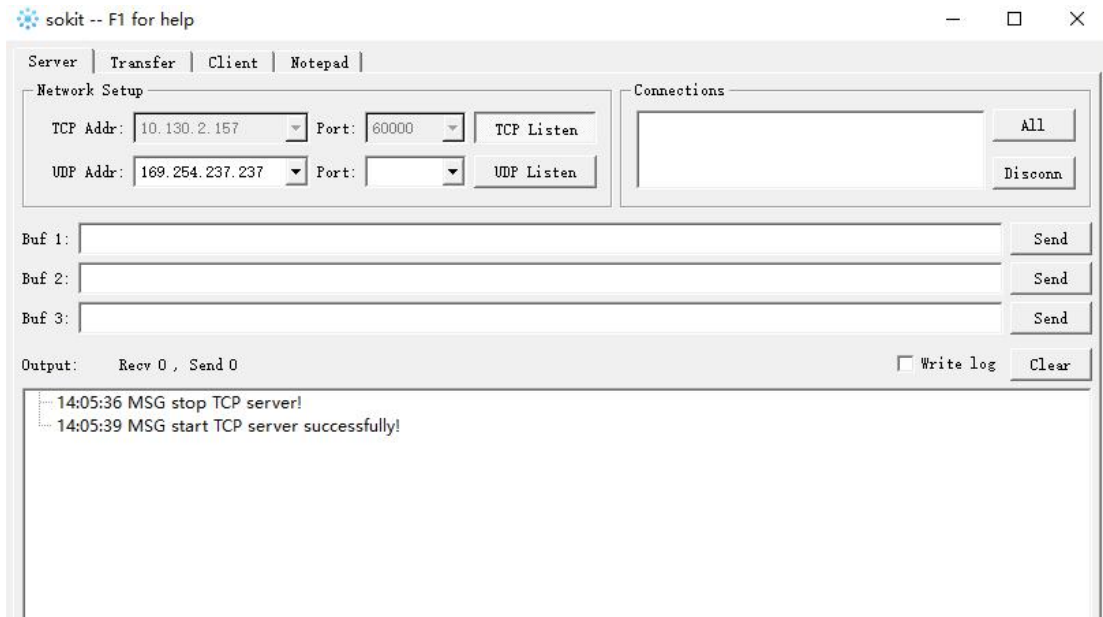 sokit -- F1 for help
Server Transfer Client Notepad
Network Setup
TCP Addr: 10.130.2.157 Port: 60000 TCP Listen
UDP Addr: 169.254.237.237 Port: UDP Listen
Connections
All
Disconn
Buf 1: Send
Buf 2: Send
Buf 3: Send
Output: Recv 0 , Send 0 Write log Clear
14:05:36 MSG stop TCP server!
14:05:39 MSG start TCP server successfully!